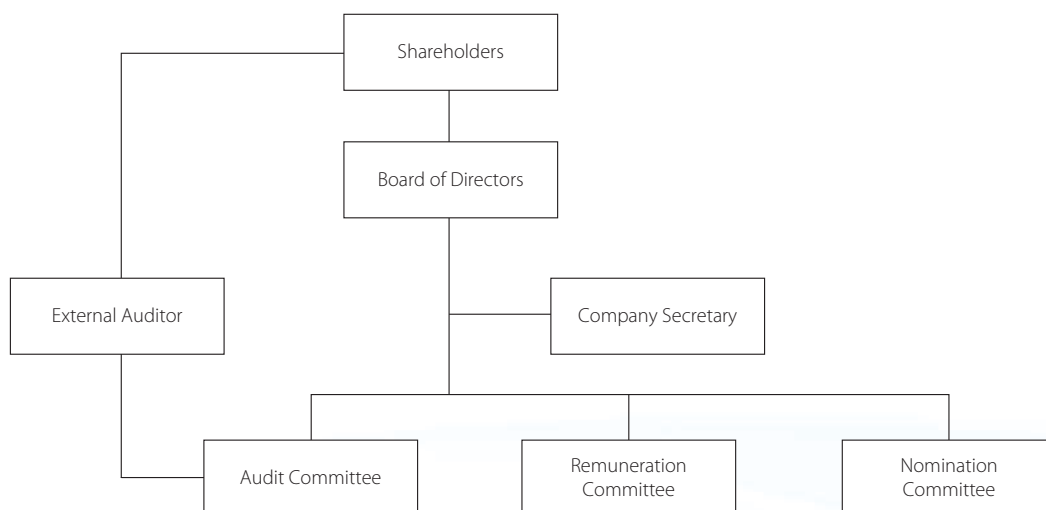 Shareholders
Board of Directors
External Auditor
Company Secretary
Audit Committee
Remuneration
Committee
Nomination
Committee